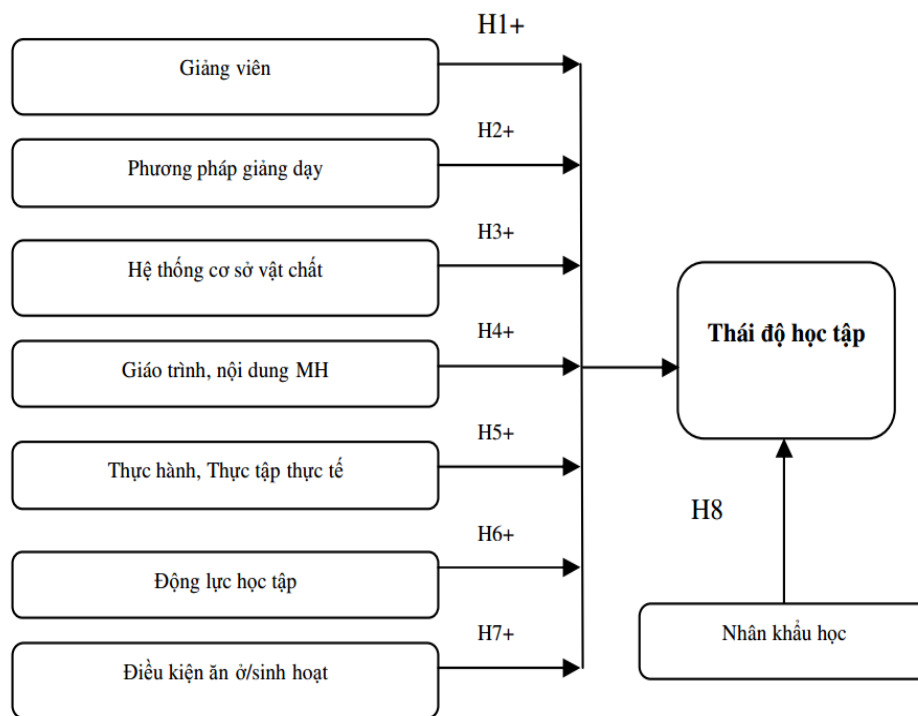 H1+
Giảng viên
H2+
Phương pháp giảng dạy
H3+
Hệ thống cơ sở vật chất
H4+
Giáo trình, nội dung MH
H5+
Thực hành, Thực tập thực tế
H6+
Động lực học tập
H7+
Điều kiện ăn ở/sinh hoạt
Thái độ học tập
H8
Nhân khẩu học